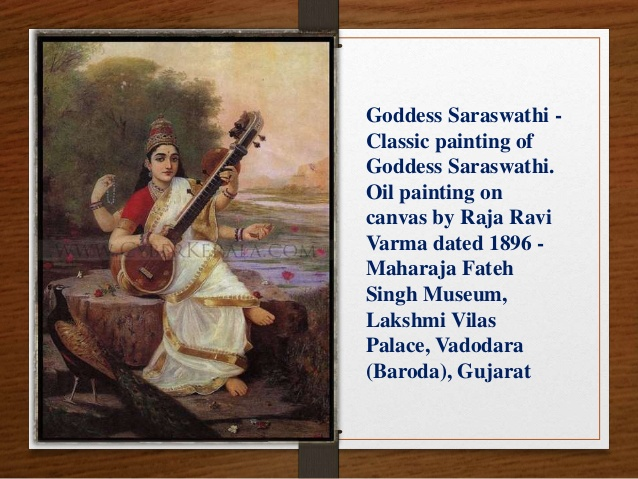 Goddess Saraswathi -
Classic painting of
Goddess Saraswathi.
Oil painting on
canvas by Raja Ravi
Varma dated 1896 -
Maharaja Fateh
Singh Museum,
Lakshmi Vilas
Palace, Vadodara
(Baroda), Gujarat